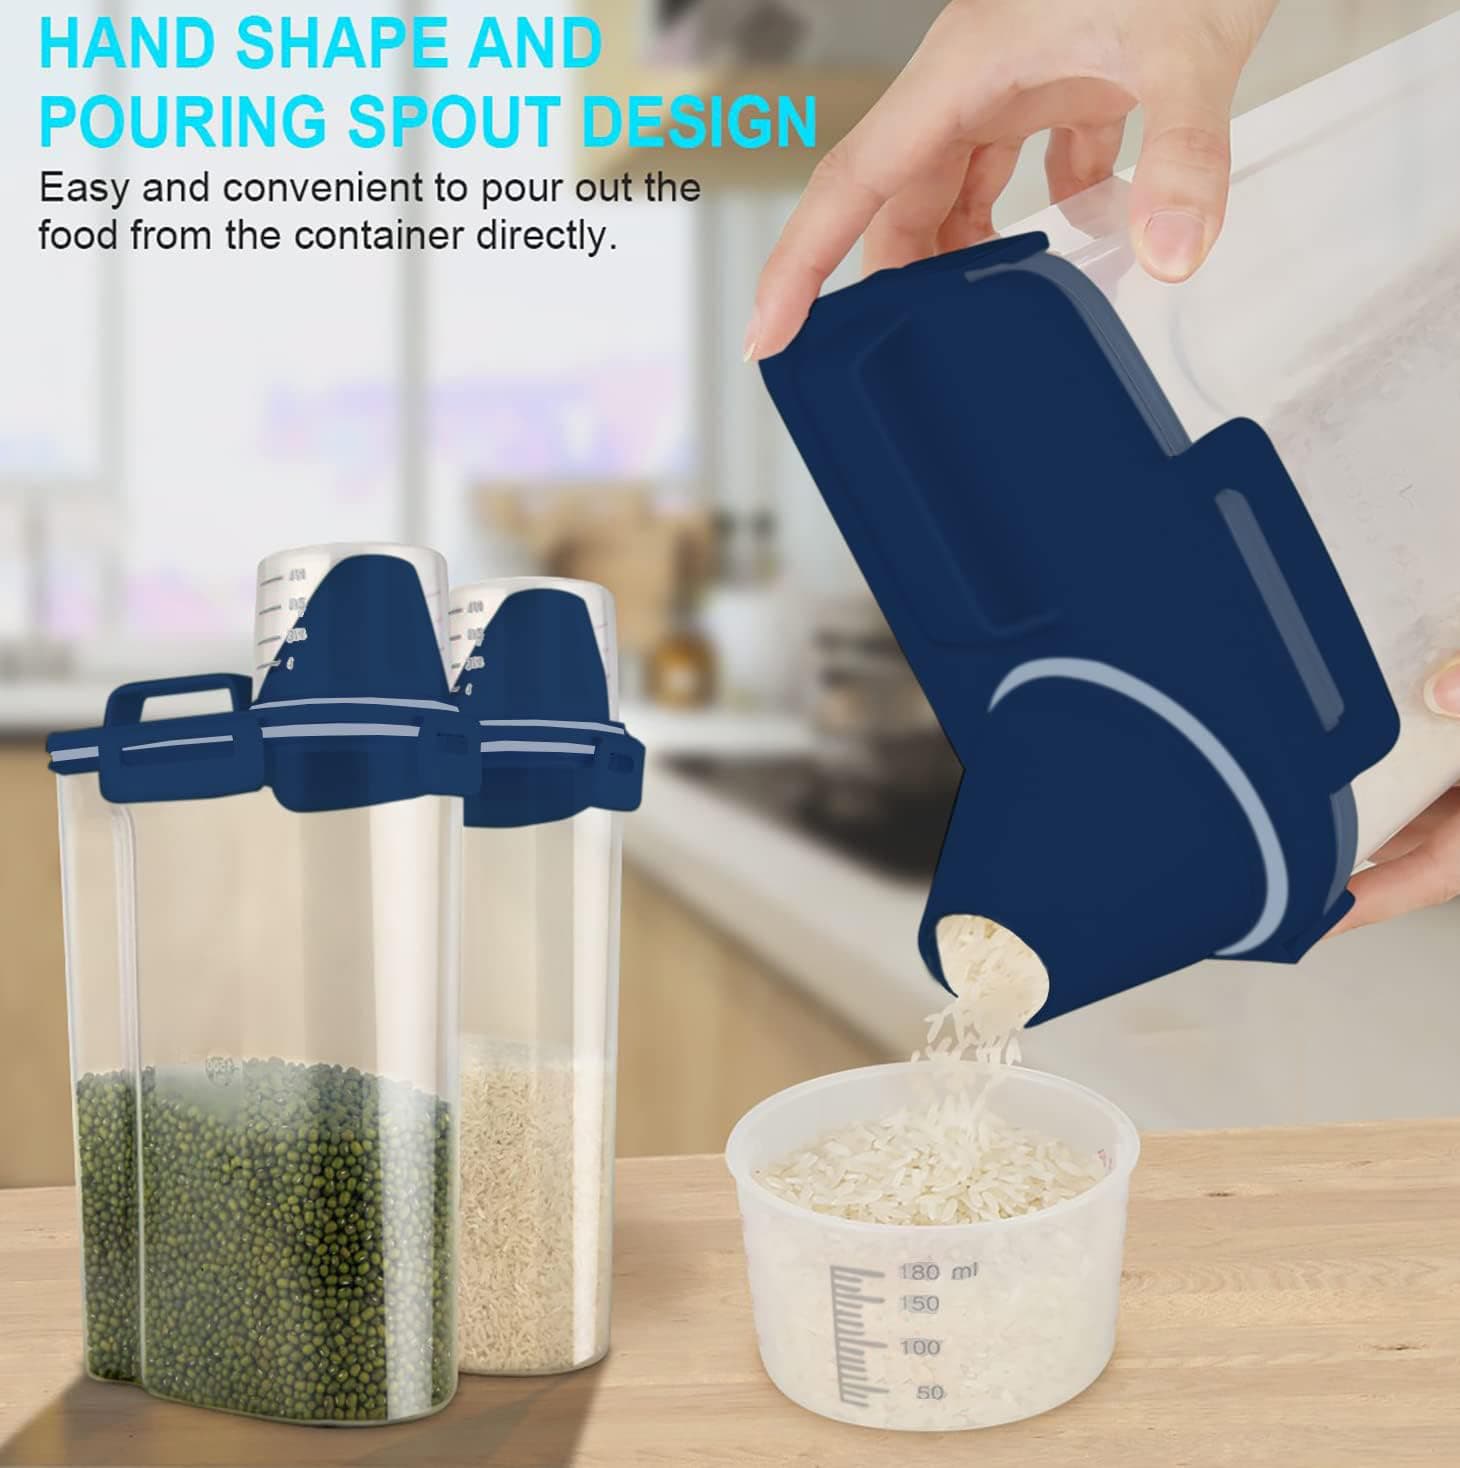 HAND SHAPE AND
POURING SPOUT DESIGN
Easy and convenient to pour out the
food from the container directly.
180 ml
150
100
50